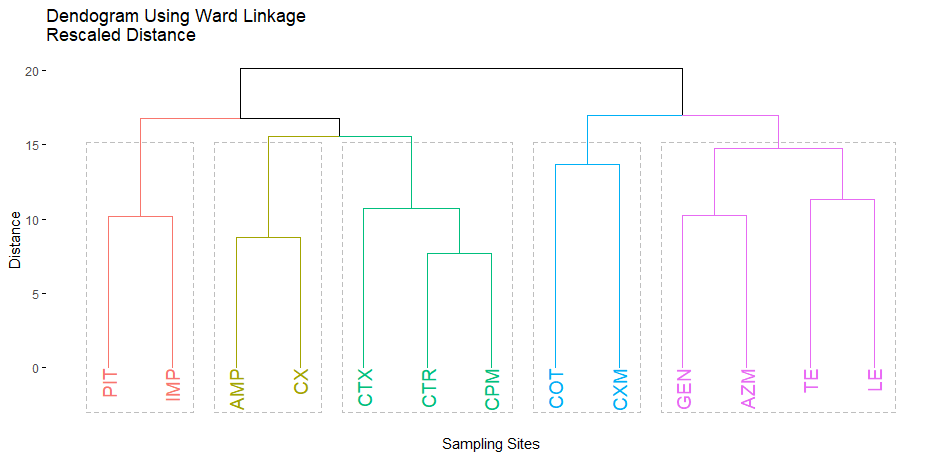 Dendogram Using Ward Linkage
Rescaled Distance
20
15
10
5
0
Distance
PIT IMP AMP CX CTX CTR CPM COT CXM GEN AZM TE LE
Sampling Sites